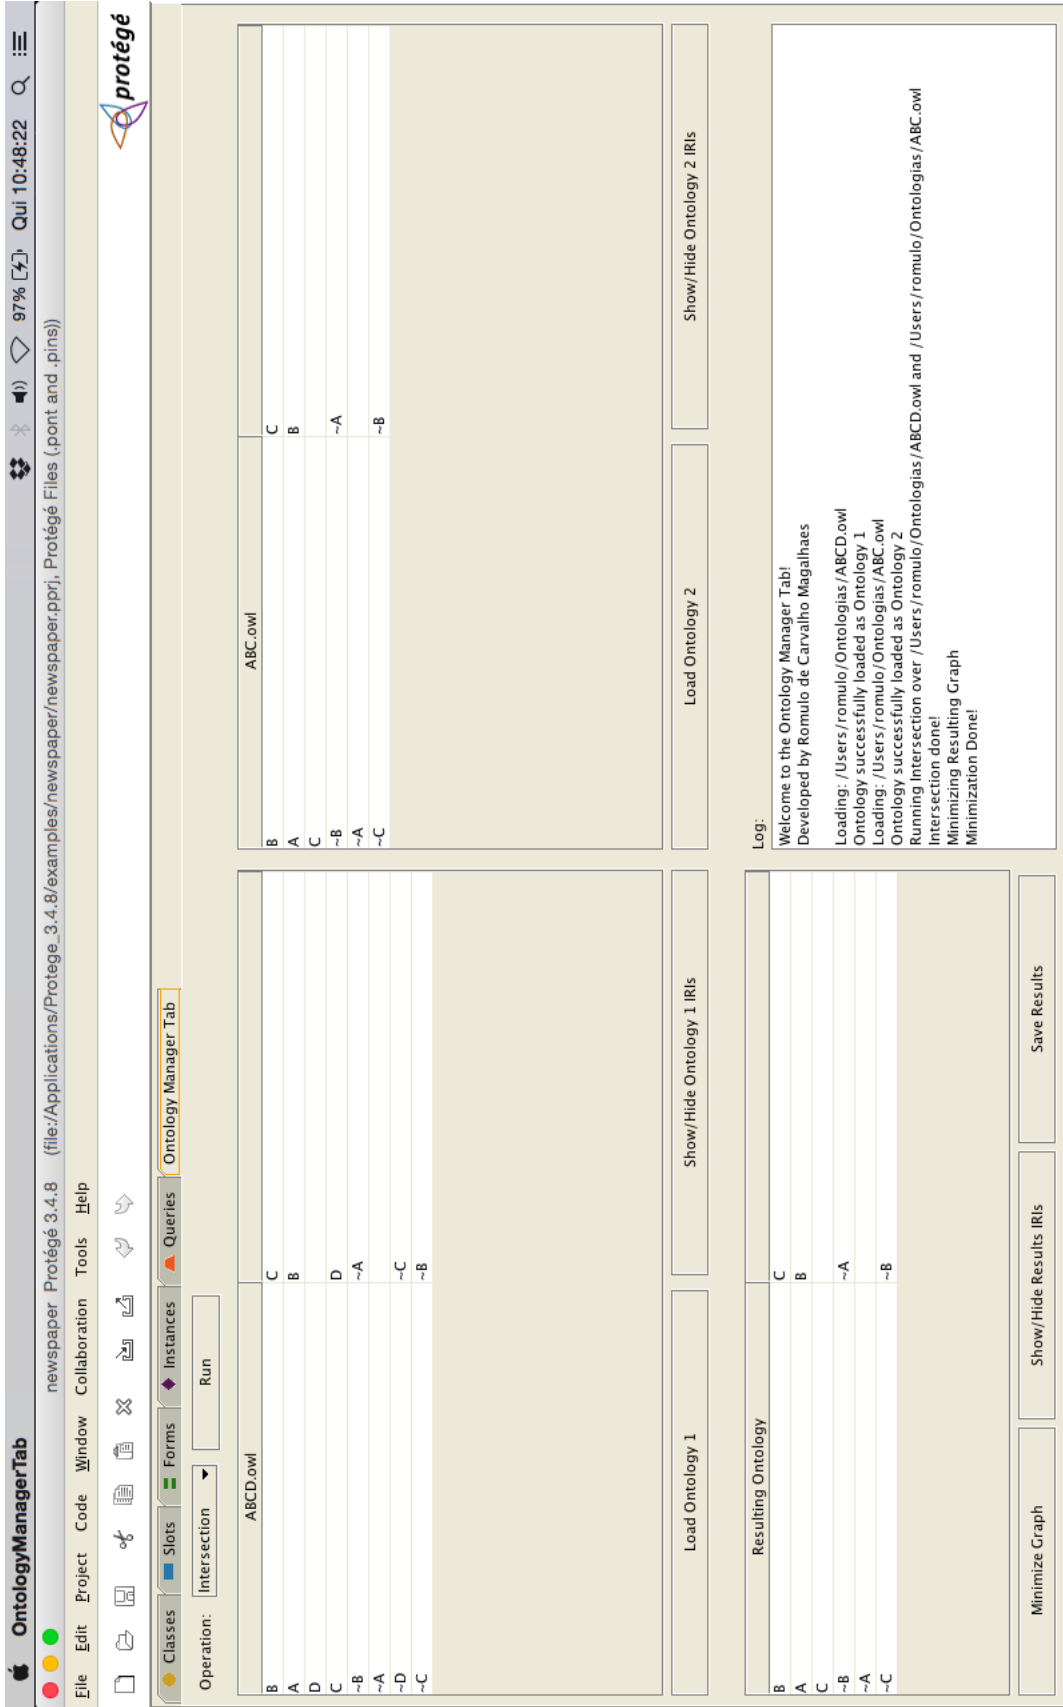 OntologyManagerTab 97% Qui 10:48:22
newspaper Protégé 3.4.8 (file:/Applications/Protege_3.4.8/examples/newspaper/newspaper.pprj, Protégé Files (.pont and .pins))
File Edit Project Code Window Collaboration Tools Help
protégé
Classes Slots Forms Instances Queries Ontology Manager Tab
Operation: Intersection Run
ABCD.owl
B C
A B
D
C D
~B ~A
~A
~D ~C
~C ~B
Load Ontology 1 Show/Hide Ontology 1 IRIs
ABC.owl
B C
A B
C
~B ~A
~A
~C ~B
Load Ontology 2 Show/Hide Ontology 2 IRIs
Resulting Ontology
B C
A B
C
~B ~A
~A
~C ~B
Minimize Graph Show/Hide Results IRIs Save Results
Log:
Welcome to the Ontology Manager Tab!
Developed by Romulo de Carvalho Magalhaes
Loading: /Users/romulo/Ontologias/ABCD.owl
Ontology successfully loaded as Ontology 1
Loading: /Users/romulo/Ontologias/ABC.owl
Ontology successfully loaded as Ontology 2
Running Intersection over /Users/romulo/Ontologias/ABCD.owl and /Users/romulo/Ontologias/ABC.owl
Intersection done!
Minimizing Resulting Graph
Minimization Done!